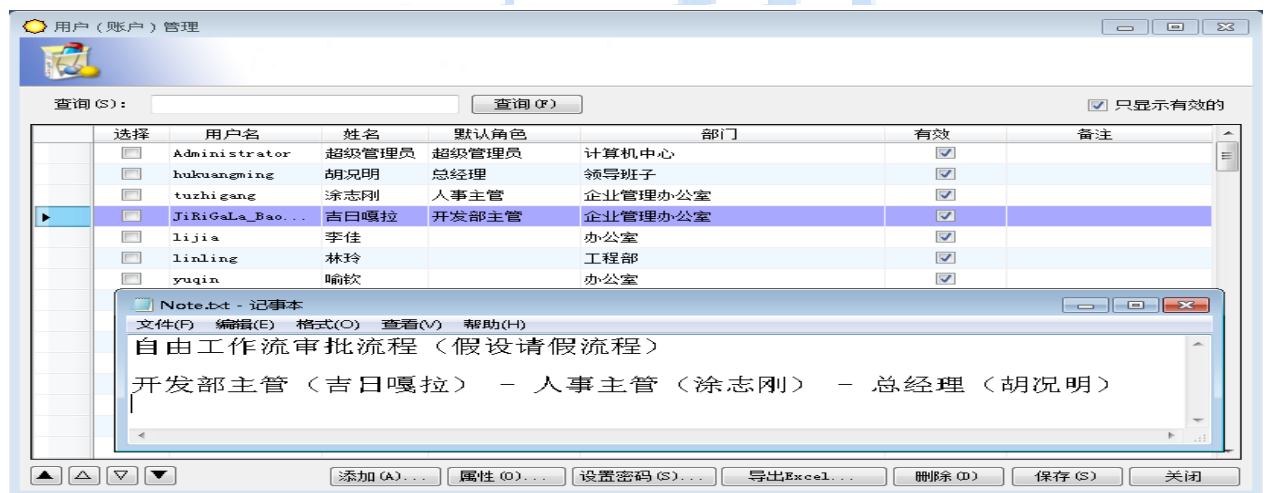 用户（账户）管理
查询(S)： 查询(F) 只显示有效的
选择 用户名 姓名 默认角色 部门 有效 备注
Administrator 超级管理员 超级管理员 计算机中心
hukuangming 胡况明 总经理 领导班子
tuzhigang 涂志刚 人事主管 企业管理办公室
JiRiGaLa_Bao... 吉日嘎拉 开发部主管 企业管理办公室
lijia 李佳 办公室
linling 林玲 工程部
yuqin 喻钦 办公室
Note.txt - 记事本
文件(F) 编辑(E) 格式(O) 查看(V) 帮助(H)
自由工作流审批流程（假设请假流程）
开发部主管（吉日嘎拉） - 人事主管（涂志刚） - 总经理（胡况明）
添加(A)... 属性(O)... 设置密码(S)... 导出Excel... 删除(D) 保存(S) 关闭